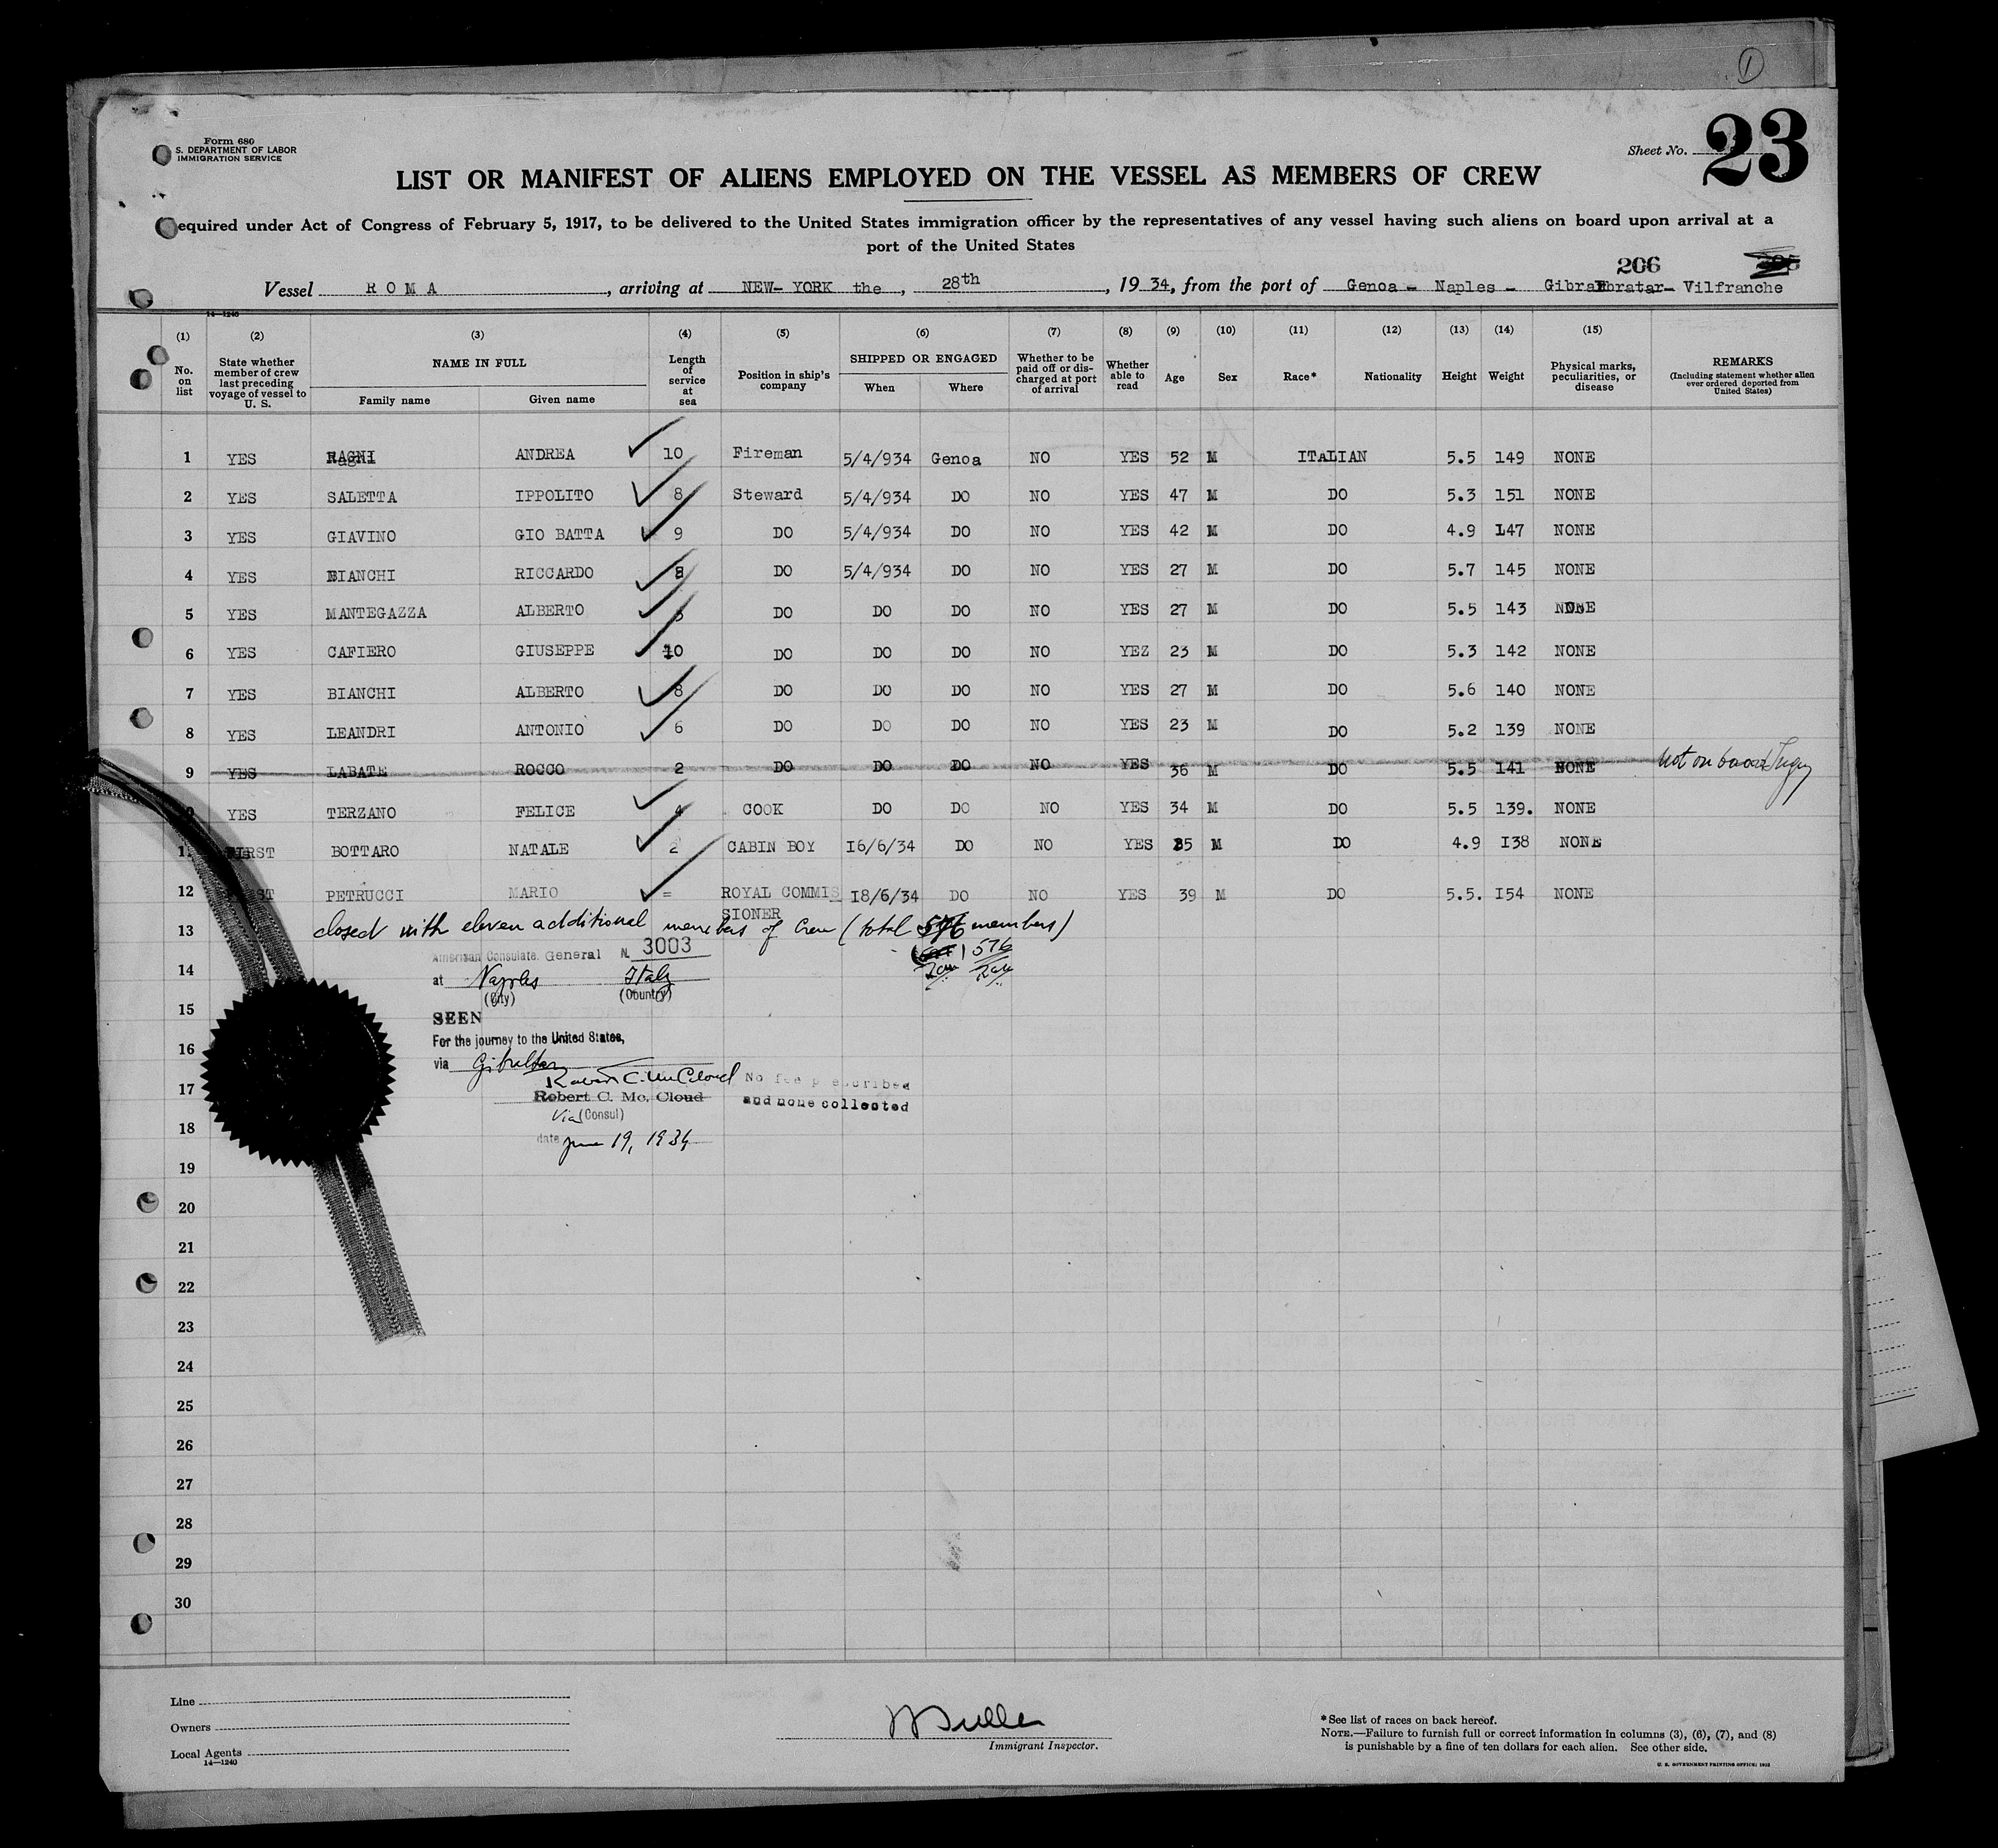 1
Form 680
S. DEPARTMENT OF LABOR
IMMIGRATION SERVICE
Sheet No. 23
LIST OR MANIFEST OF ALIENS EMPLOYED ON THE VESSEL AS MEMBERS OF CREW
equired under Act of Congress of February 5, 1917, to be delivered to the United States immigration officer by the representatives of any vessel having such aliens on board upon arrival at a
port of the United States
206
Vessel ROMA, arriving at NEW-YORK the, 28th, 1934, from the port of Genoa - Naples - Gibra bratar- Vilfranche
14-1240
(1) (2) (3) (4) (5) (6) (7) (8) (9) (10) (11) (12) (13) (14) (15)
No. on list State whether member of crew last preceding voyage of vessel to U. S. NAME IN FULL Family name Given name Length of service at sea Position in ship's company SHIPPED OR ENGAGED When Where Whether to be paid off or discharged at port of arrival Whether able to read Age Sex Race* Nationality Height Weight Physical marks, peculiarities, or disease REMARKS (Including statement whether alien ever ordered deported from United States)
1 YES RAGNI ANDREA 10 Fireman 5/4/934 Genoa NO YES 52 M ITALIAN 5.5 149 NONE
2 YES SALETTA IPPOLITO 8 Steward 5/4/934 DO NO YES 47 M DO 5.3 151 NONE
3 YES GIAVINO GIO BATTA 9 DO 5/4/934 DO NO YES 42 M DO 4.9 147 NONE
4 YES BIANCHI RICCARDO 8 DO 5/4/934 DO NO YES 27 M DO 5.7 145 NONE
5 YES MANTEGAZZA ALBERTO DO DO DO NO YES 27 M DO 5.5 143 NONE
6 YES CAFIERO GIUSEPPE 10 DO DO DO NO YEZ 23 M DO 5.3 142 NONE
7 YES BIANCHI ALBERTO 8 DO DO DO NO YES 27 M DO 5.6 140 NONE
8 YES LEANDRI ANTONIO 6 DO DO DO NO YES 23 M DO 5.2 139 NONE
9 YES LABATE ROCCO 2 DO DO DO NO YES 36 M DO 5.5 141 NONE Not on board
YES TERZANO FELICE 4 COOK DO DO NO YES 34 M DO 5.5 139. NONE
11 FIRST BOTTARO NATALE 2 CABIN BOY I6/6/34 DO NO YES 35 M DO 4.9 I38 NONE
12 PETRUCCI MARIO = ROYAL COMMIS I8/6/34 DO NO YES 39 M DO 5.5. I54 NONE
SIONER
13 closed with eleven additional members of Crew (total 576 members)
576
American Consulate General N. 3003
14 at Naples Italy
(City) (Country)
15 SEEN
16 For the journey to the United States,
via Gibraltar
17 Robert C. McCloud No fee prescribed
Robert C. Mc. Cloud and none collected
Vice (Consul)
18 date June 19, 1934
19
20
21
22
23
24
25
26
27
28
29
30
Line
Owners
Local Agents
14-1240
Immigrant Inspector.
*See list of races on back hereof.
NOTE.—Failure to furnish full or correct information in columns (3), (6), (7), and (8)
is punishable by a fine of ten dollars for each alien. See other side.